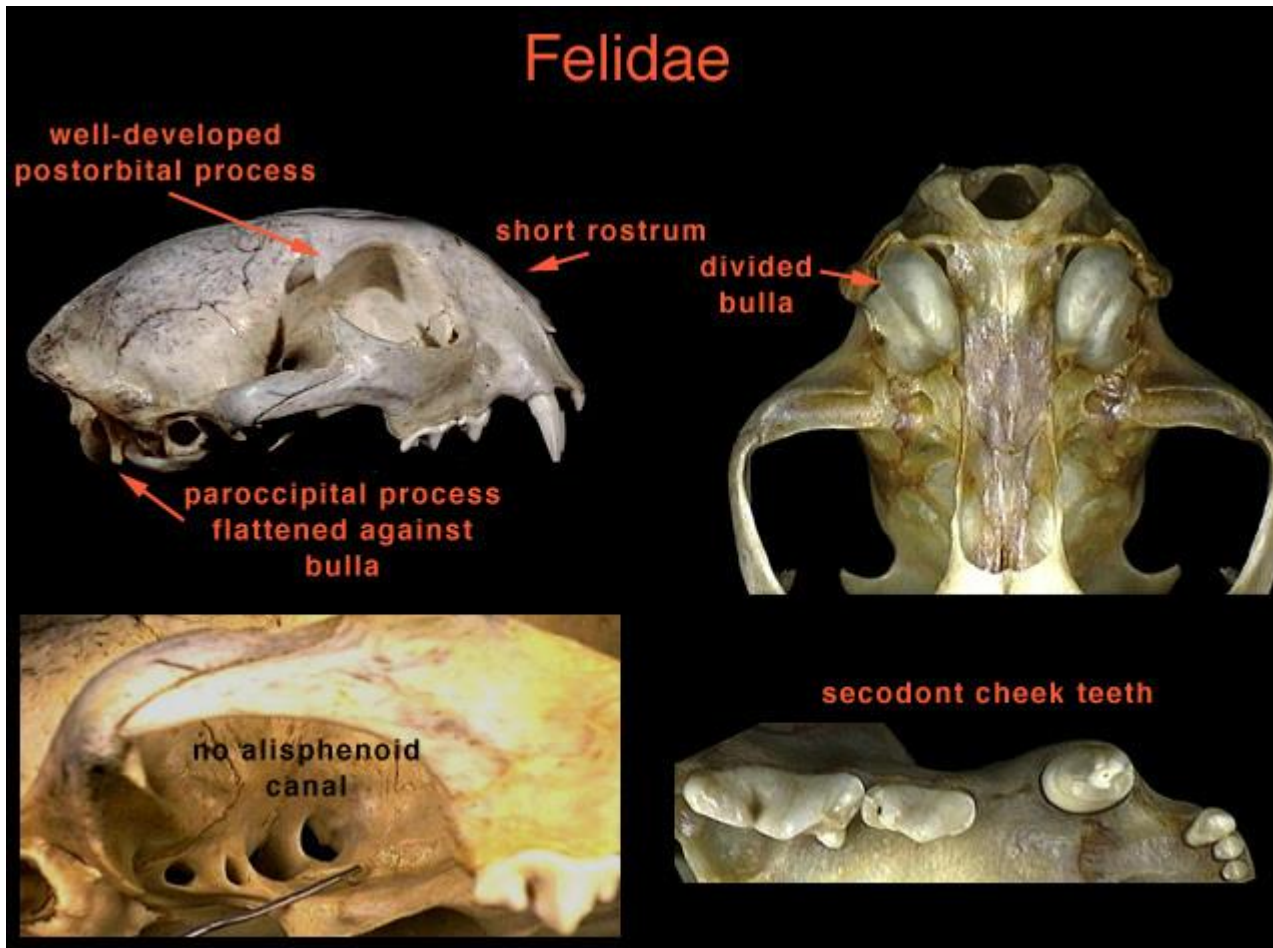 Felidae
well-developed
postorbital process
short rostrum
divided
bulla
paroccipital process
flattened against
bulla
no alisphenoid
canal
secodont cheek teeth